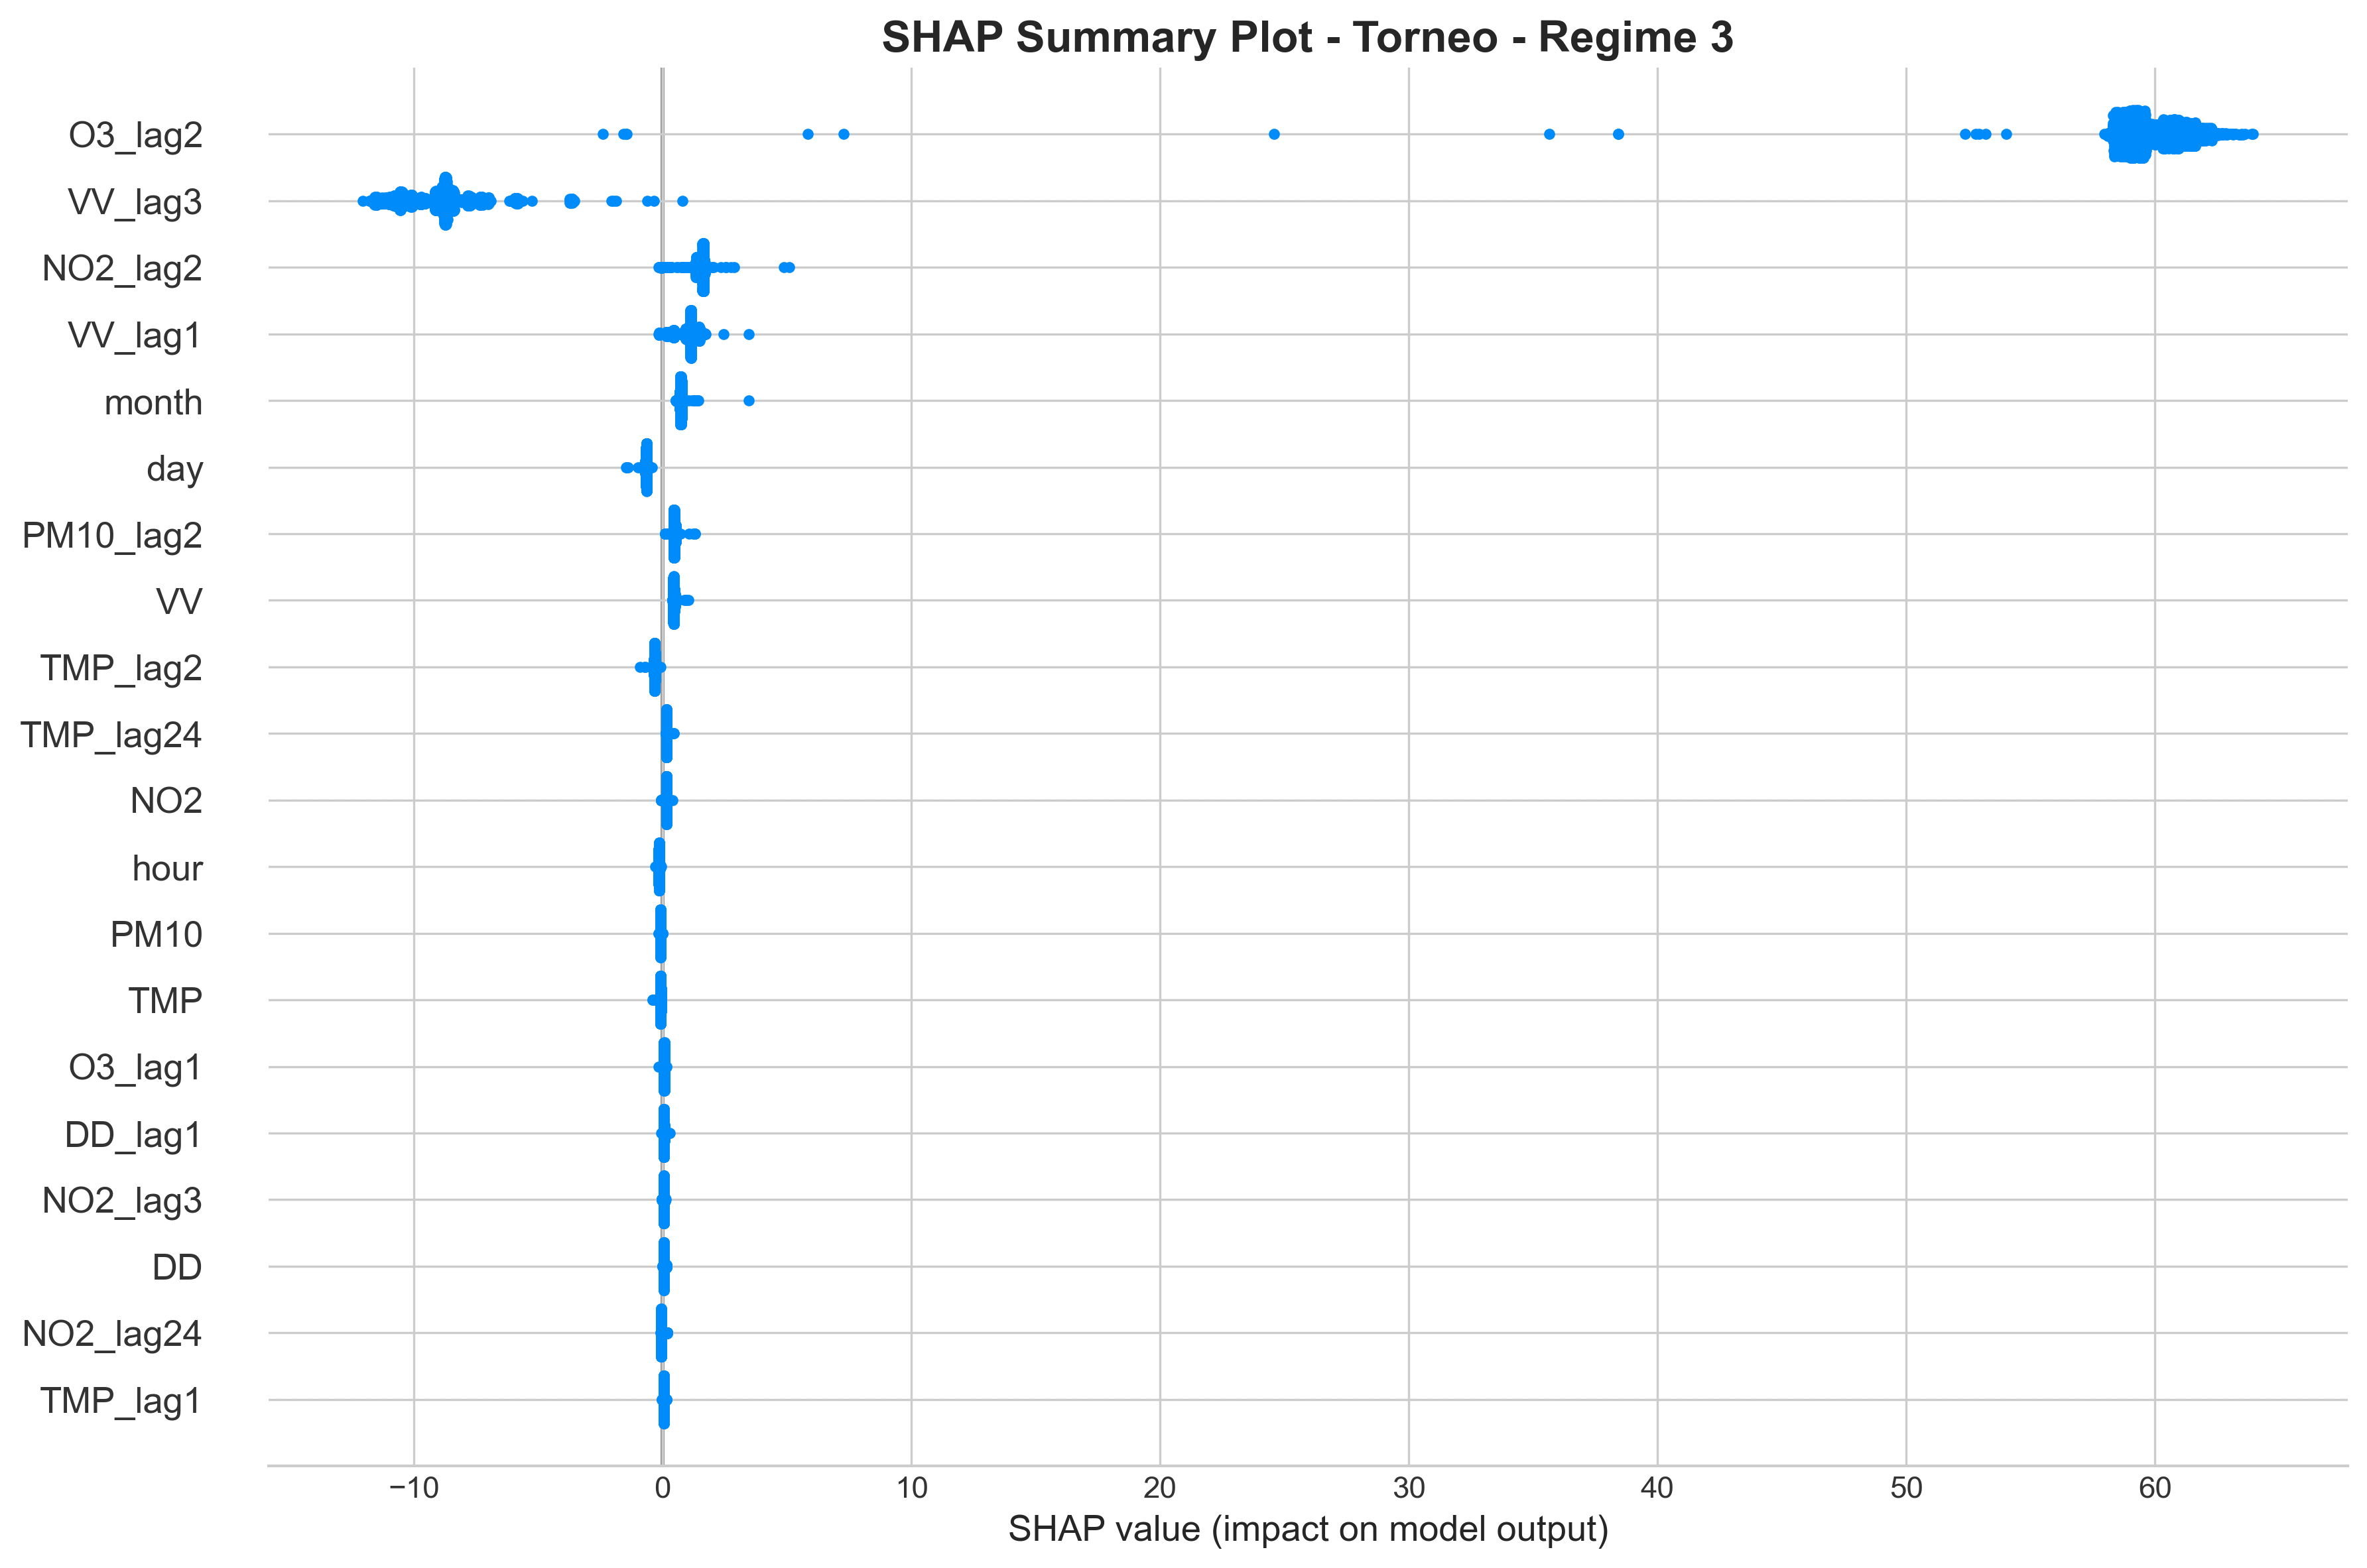 SHAP Summary Plot - Torneo - Regime 3
O3_lag2
VV_lag3
NO2_lag2
VV_lag1
month
day
PM10_lag2
VV
TMP_lag2
TMP_lag24
NO2
hour
PM10
TMP
O3_lag1
DD_lag1
NO2_lag3
DD
NO2_lag24
TMP_lag1
−10 0 10 20 30 40 50 60
SHAP value (impact on model output)